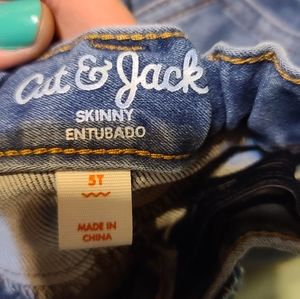 Cat & Jack
SKINNY
ENTUBADO
5T
MADE IN
CHINA